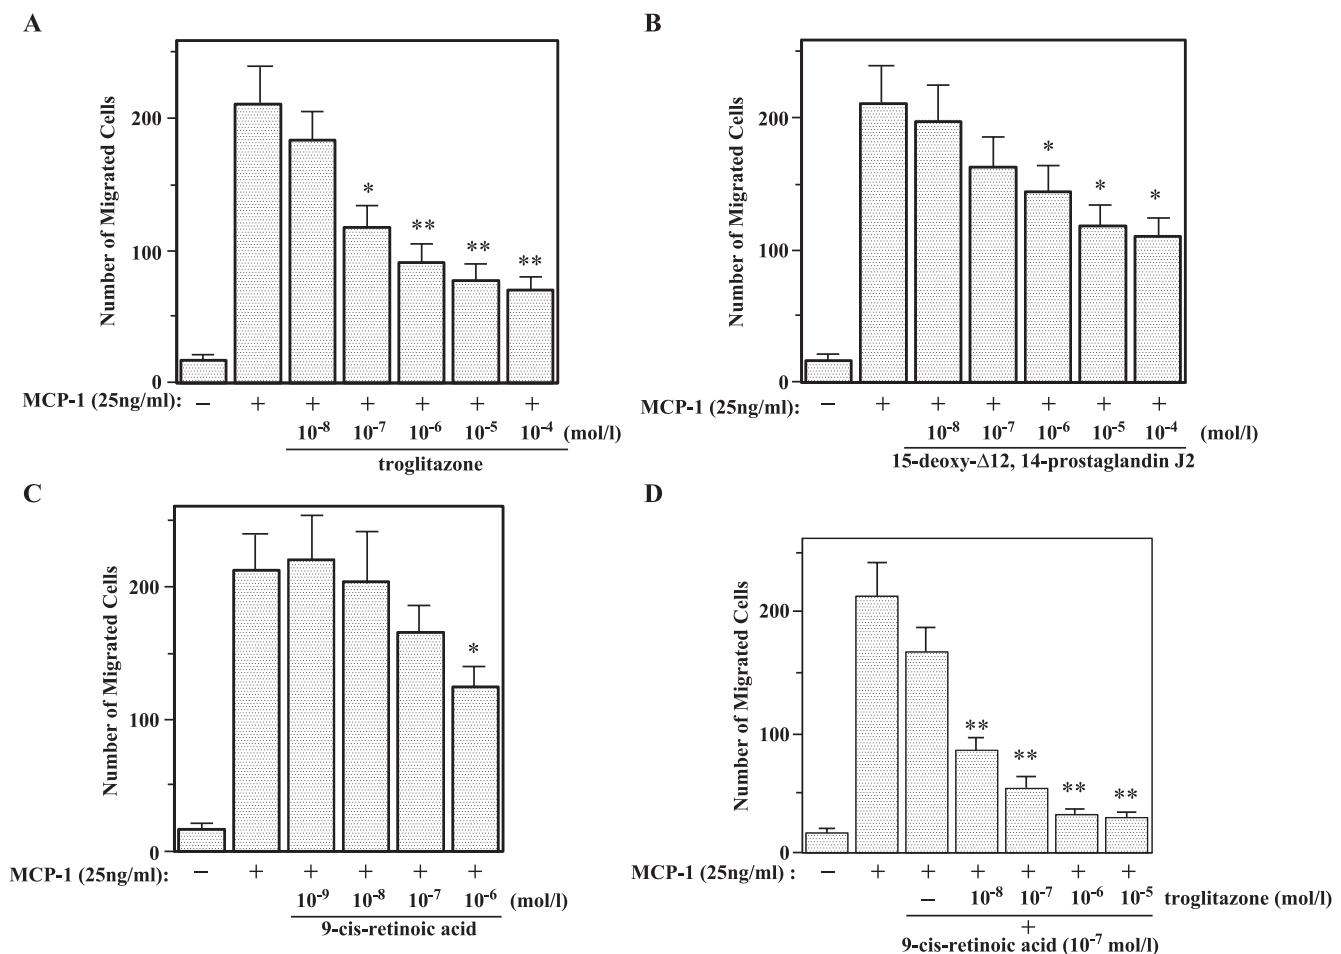 A
Number of Migrated Cells
200
100
0
*
**
**
**
MCP-1 (25ng/ml): − + + + + + +
10⁻⁸ 10⁻⁷ 10⁻⁶ 10⁻⁵ 10⁻⁴ (mol/l)
troglitazone
B
Number of Migrated Cells
200
100
0
*
*
*
MCP-1 (25ng/ml): − + + + + + +
10⁻⁸ 10⁻⁷ 10⁻⁶ 10⁻⁵ 10⁻⁴ (mol/l)
15-deoxy-Δ12, 14-prostaglandin J2
C
Number of Migrated Cells
200
100
0
*
MCP-1 (25ng/ml): − + + + + +
10⁻⁹ 10⁻⁸ 10⁻⁷ 10⁻⁶ (mol/l)
9-cis-retinoic acid
D
Number of Migrated Cells
200
100
0
**
**
**
**
MCP-1 (25ng/ml) : − + + + + + +
− 10⁻⁸ 10⁻⁷ 10⁻⁶ 10⁻⁵ troglitazone (mol/l)
+
9-cis-retinoic acid (10⁻⁷ mol/l)